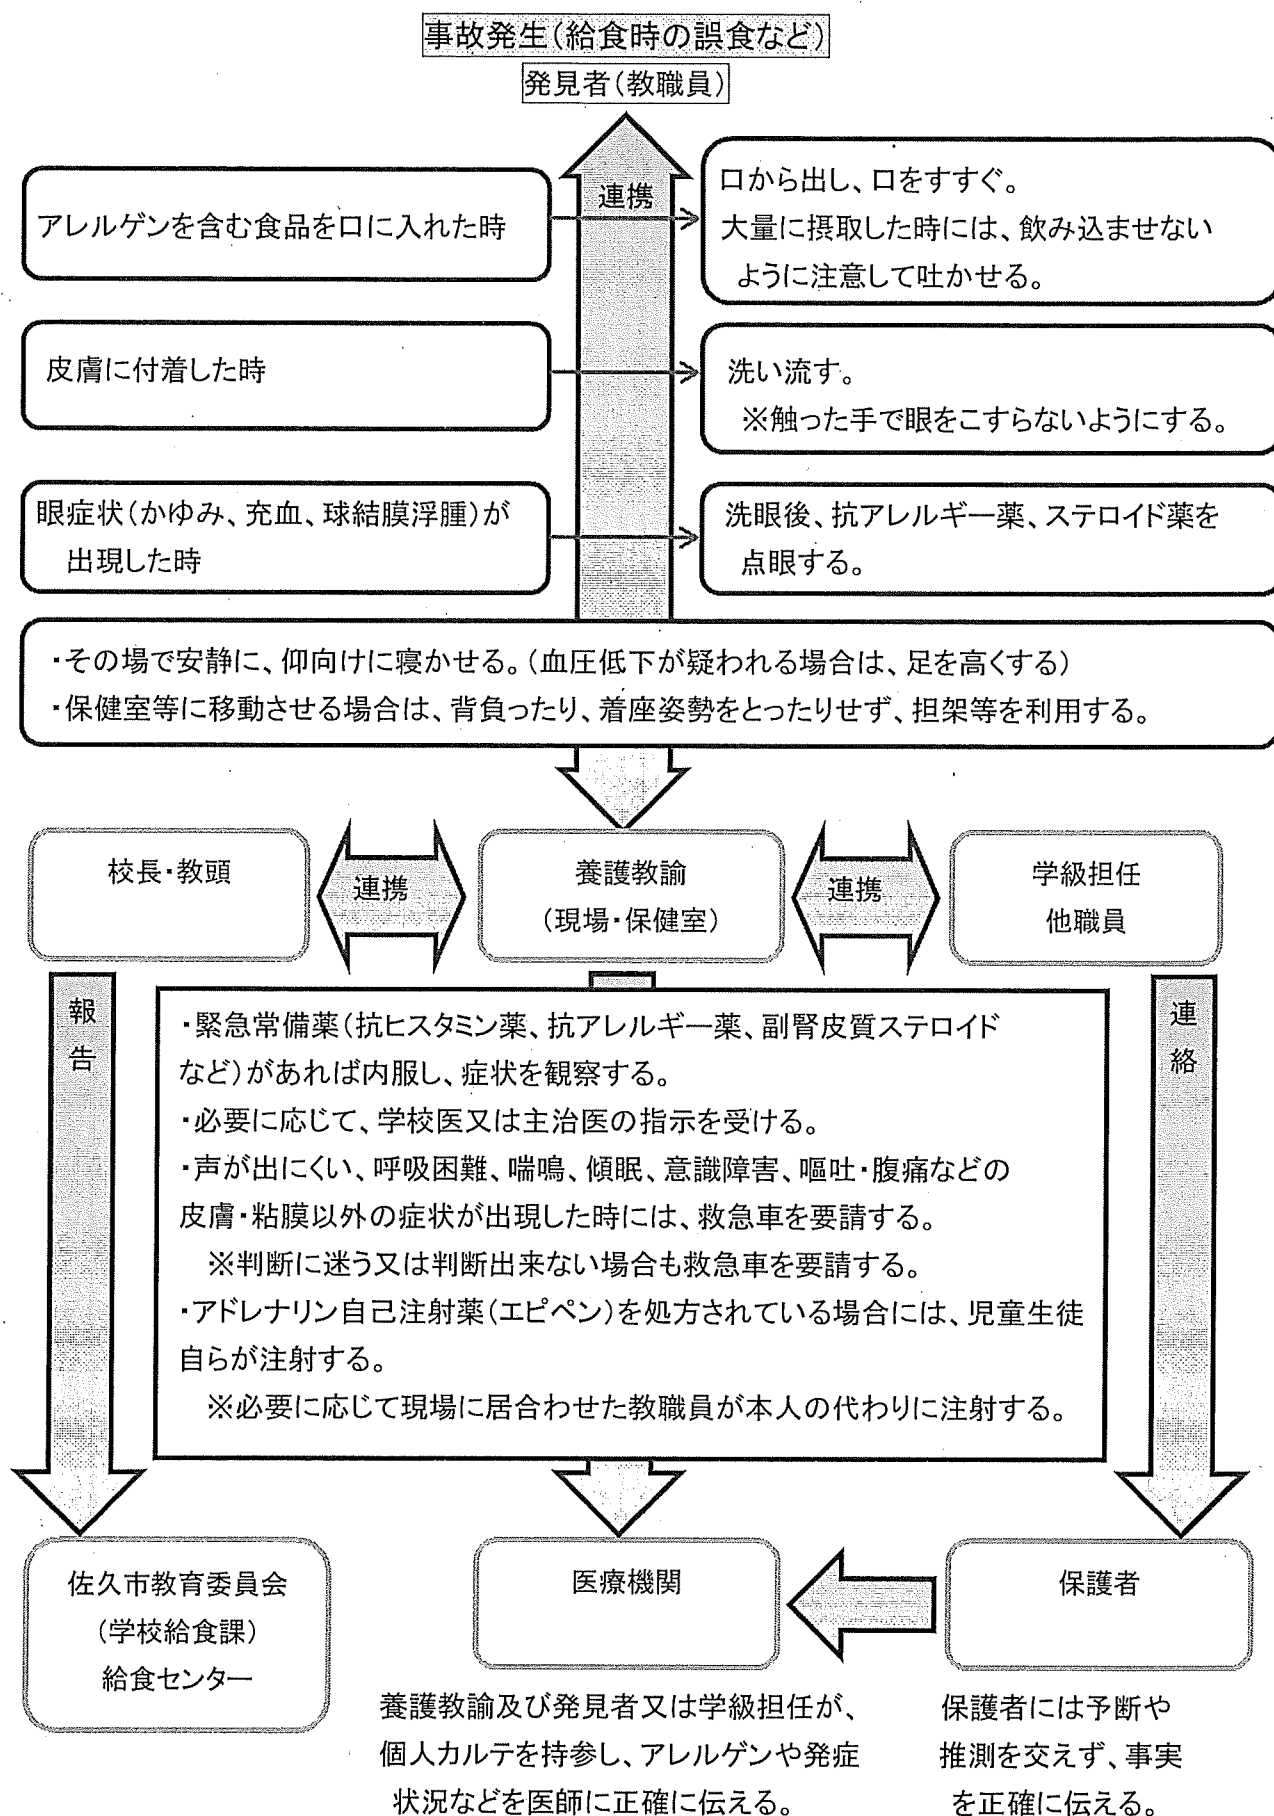 事故発生(給食時の誤食など)
発見者(教職員)
連携
アレルゲンを含む食品を口に入れた時
口から出し、口をすすぐ。
大量に摂取した時には、飲み込ませない
ように注意して吐かせる。
皮膚に付着した時
洗い流す。
※触った手で眼をこすらないようにする。
眼症状(かゆみ、充血、球結膜浮腫)が
出現した時
洗眼後、抗アレルギー薬、ステロイド薬を
点眼する。
・その場で安静に、仰向けに寝かせる。(血圧低下が疑われる場合は、足を高くする)
・保健室等に移動させる場合は、背負ったり、着座姿勢をとったりせず、担架等を利用する。
校長・教頭
連携
養護教諭
(現場・保健室)
連携
学級担任
他職員
報告
・緊急常備薬(抗ヒスタミン薬、抗アレルギー薬、副腎皮質ステロイド
など)があれば内服し、症状を観察する。
・必要に応じて、学校医又は主治医の指示を受ける。
・声が出にくい、呼吸困難、喘鳴、傾眠、意識障害、嘔吐・腹痛などの
皮膚・粘膜以外の症状が出現した時には、救急車を要請する。
※判断に迷う又は判断出来ない場合も救急車を要請する。
・アドレナリン自己注射薬(エピペン)を処方されている場合には、児童生徒
自らが注射する。
※必要に応じて現場に居合わせた教職員が本人の代わりに注射する。
連絡
佐久市教育委員会
(学校給食課)
給食センター
医療機関
保護者
養護教諭及び発見者又は学級担任が、
個人カルテを持参し、アレルゲンや発症
状況などを医師に正確に伝える。
保護者には予断や
推測を交えず、事実
を正確に伝える。